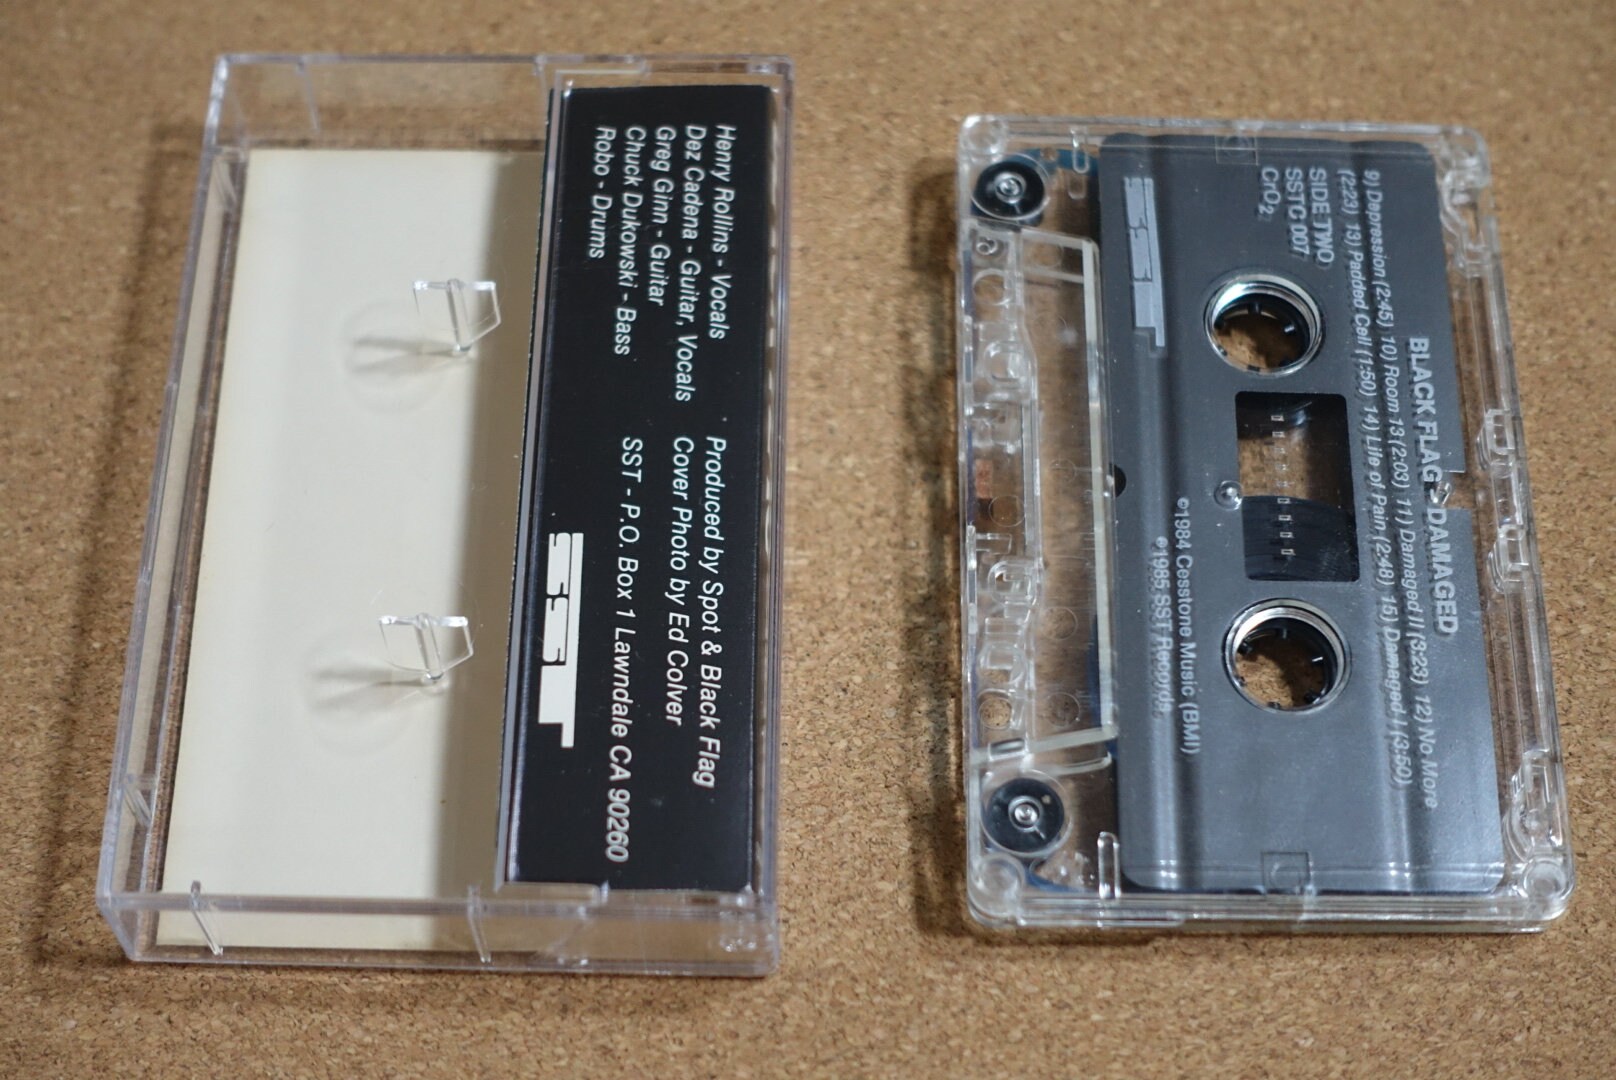 Henry Rollins - Vocals
Dez Cadena - Guitar, Vocals
Greg Ginn - Guitar
Chuck Dukowski - Bass
Robo - Drums
Produced by Spot & Black Flag
Cover Photo by Ed Colver
SST - P.O. Box 1 Lawndale CA 90260
SST
BLACK FLAG - DAMAGED
9) Depression (2:45) 10) Room 13 (2:03) 11) Damaged II (3:23) 12) No More
(2:23) 13) Padded Cell (1:50) 14) Life of Pain (2:48) 15) Damaged I (3:50)
SIDE TWO
SSTC 007
CrO2
©1984 Cesstone Music (BMI)
℗1985 SST Records
SST